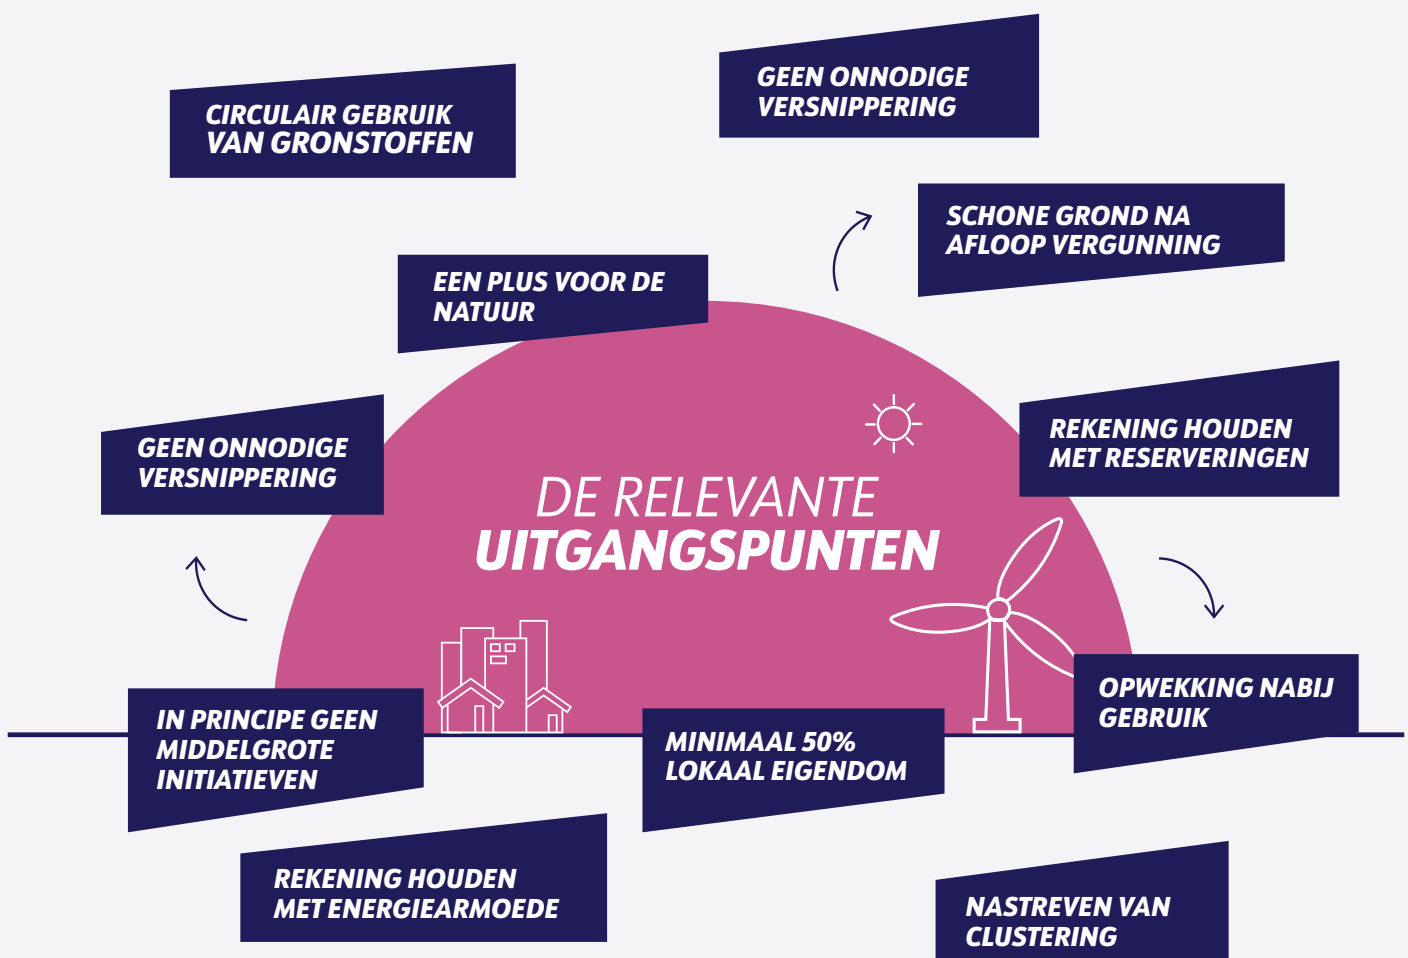 GEEN ONNODIGE
VERSNIPPERING
CIRCULAIR GEBRUIK
VAN GRONSTOFFEN
SCHONE GROND NA
AFLOOP VERGUNNING
EEN PLUS VOOR DE
NATUUR
GEEN ONNODIGE
VERSNIPPERING
REKENING HOUDEN
MET RESERVERINGEN
DE RELEVANTE
UITGANGSPUNTEN
IN PRINCIPE GEEN
MIDDELGROTE
INITIATIEVEN
MINIMAAL 50%
LOKAAL EIGENDOM
OPWEKKING NABIJ
GEBRUIK
REKENING HOUDEN
MET ENERGIEARMOEDE
NASTREVEN VAN
CLUSTERING